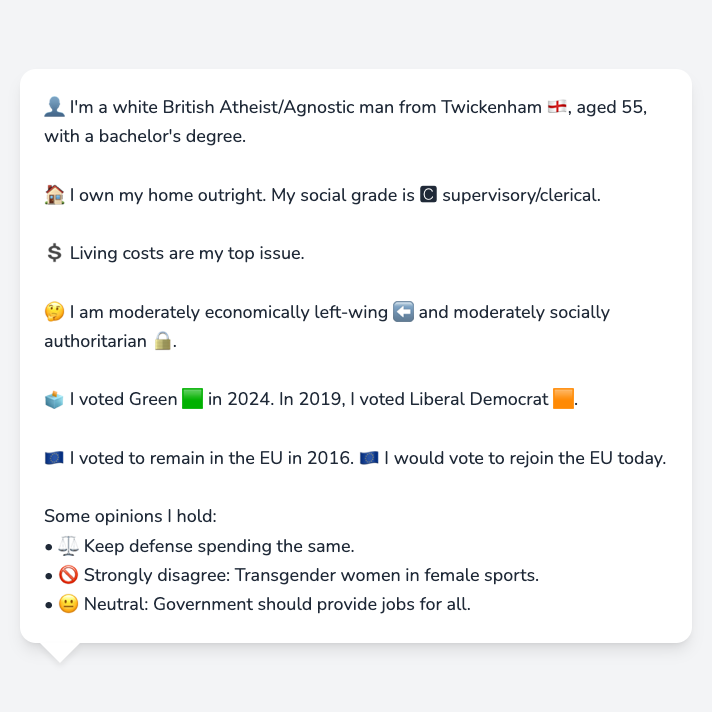 👤 I'm a white British Atheist/Agnostic man from Twickenham 🏴󠁧󠁢󠁥󠁮󠁧󠁿, aged 55,
with a bachelor's degree.
🏠 I own my home outright. My social grade is 🅲 supervisory/clerical.
💲 Living costs are my top issue.
🤔 I am moderately economically left-wing ⬅️ and moderately socially
authoritarian 🔒.
🗳️ I voted Green 🟩 in 2024. In 2019, I voted Liberal Democrat 🟧.
🇪🇺 I voted to remain in the EU in 2016. 🇪🇺 I would vote to rejoin the EU today.
Some opinions I hold:
• ⚖️ Keep defense spending the same.
• 🚫 Strongly disagree: Transgender women in female sports.
• 😐 Neutral: Government should provide jobs for all.